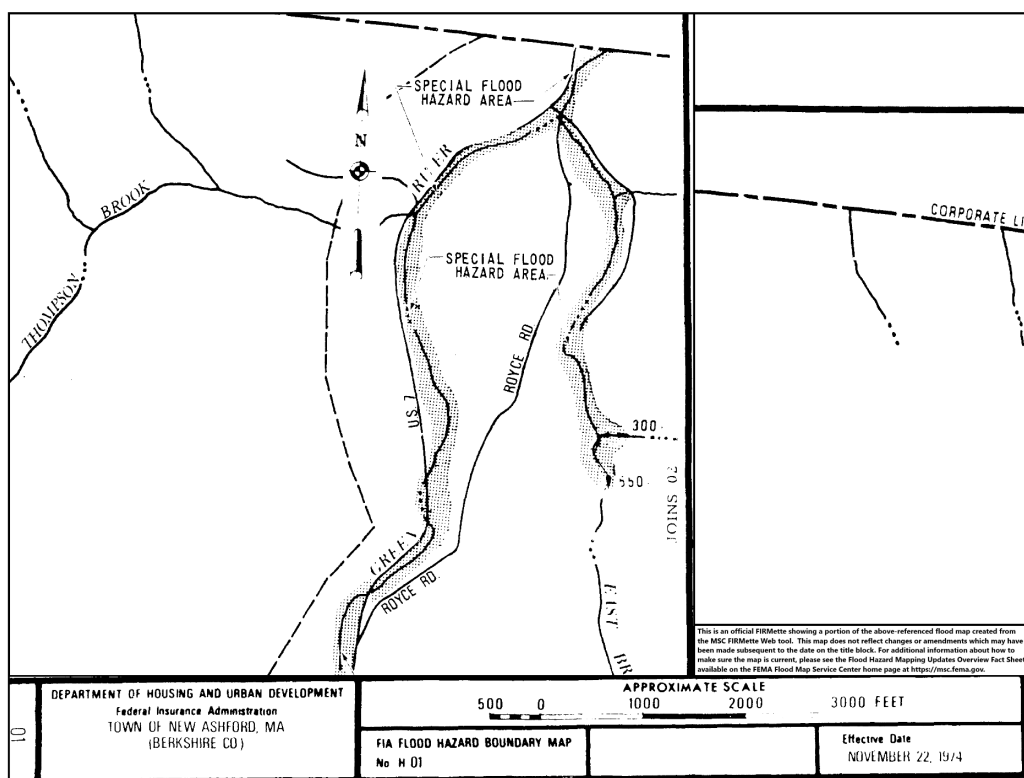 SPECIAL FLOOD
HAZARD AREA
N
RIVER
BROOK
THOMPSON
SPECIAL FLOOD
HAZARD AREA
CORPORATE LI
ROYCE RD
US 7
300
550
JOINS 02
GREEN
ROYCE RD.
EAST
BR
This is an official FIRMette showing a portion of the above-referenced flood map created from
the MSC FIRMette Web tool. This map does not reflect changes or amendments which may have
been made subsequent to the date on the title block. For additional information about how to
make sure the map is current, please see the Flood Hazard Mapping Updates Overview Fact Sheet
available on the FEMA Flood Map Service Center home page at https://msc.fema.gov.
01
DEPARTMENT OF HOUSING AND URBAN DEVELOPMENT
Federal Insurance Administration
TOWN OF NEW ASHFORD, MA
(BERKSHIRE CO)
APPROXIMATE SCALE
500 0 1000 2000 3000 FEET
FIA FLOOD HAZARD BOUNDARY MAP
No H 01
Effective Date
NOVEMBER 22, 1974